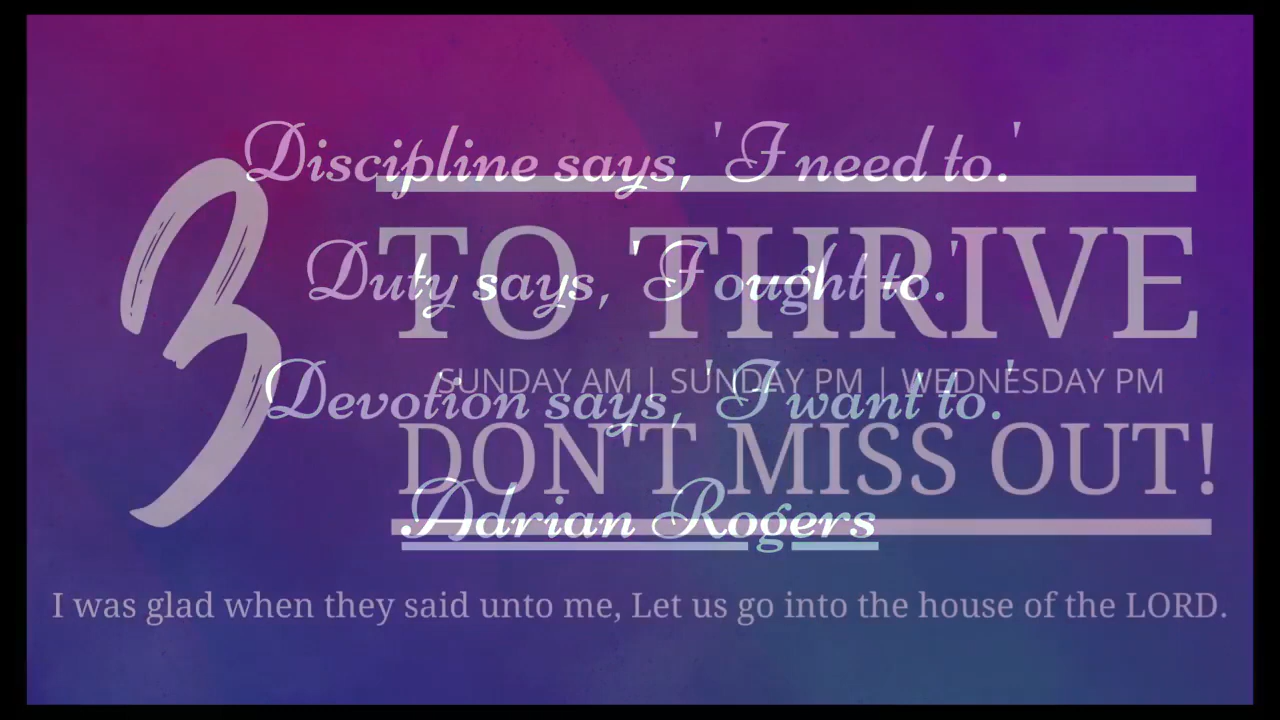 Discipline says, 'I need to.'
Duty says, 'I ought to.'
Devotion says, 'I want to.'
Adrian Rogers
3 TO THRIVE
SUNDAY AM | SUNDAY PM | WEDNESDAY PM
DON'T MISS OUT!
I was glad when they said unto me, Let us go into the house of the LORD.